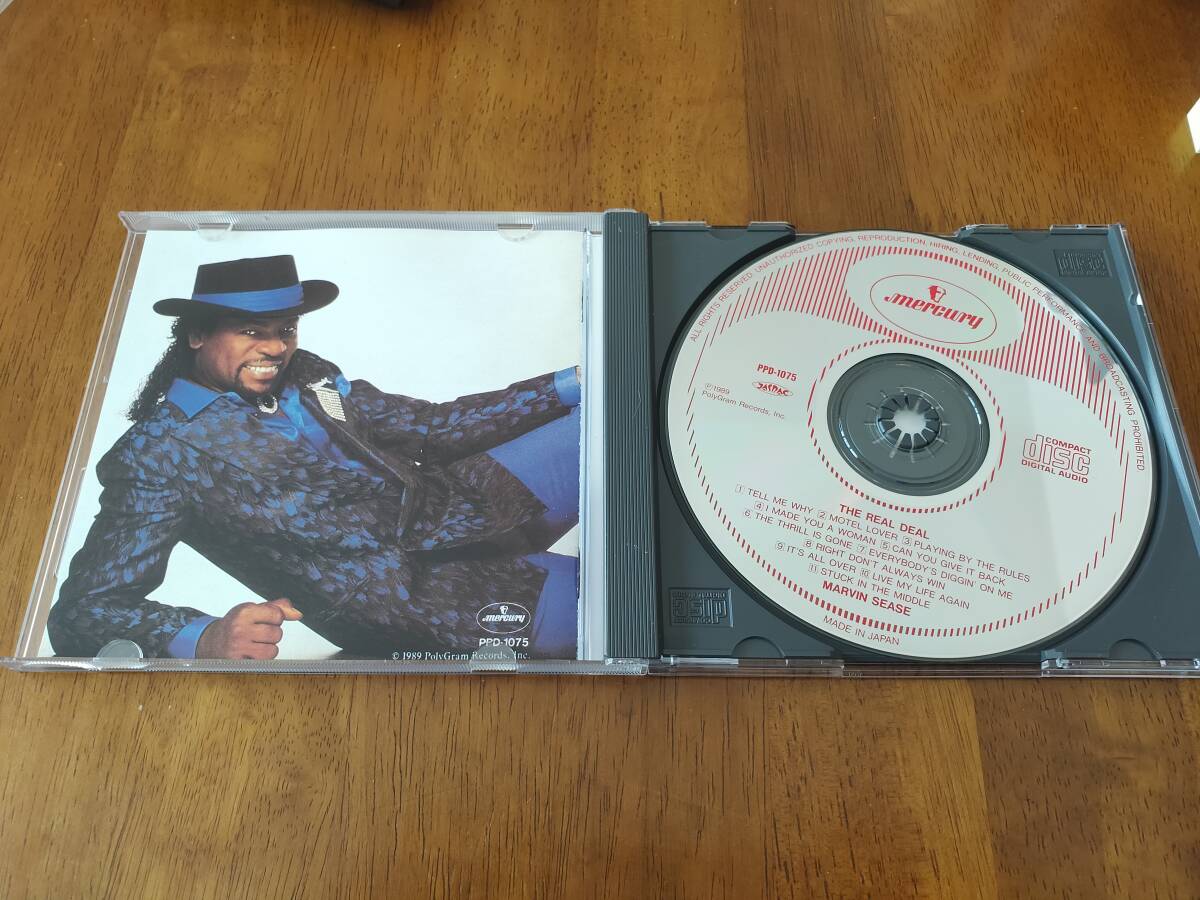 mercury
PPD-1075
© 1989 PolyGram Records, Inc.
ALL RIGHTS RESERVED. UNAUTHORIZED COPYING, REPRODUCTION, HIRING, LENDING, PUBLIC PERFORMANCE AND BROADCASTING PROHIBITED
mercury
PPD-1075
JASRAC
Ⓟ1989
PolyGram Records, Inc.
COMPACT
disc
DIGITAL AUDIO
THE REAL DEAL
1 TELL ME WHY 2 MOTEL LOVER 3 PLAYING BY THE RULES
4 I MADE YOU A WOMAN 5 CAN YOU GIVE IT BACK
6 THE THRILL IS GONE 7 EVERYBODY'S DIGGIN' ON ME
8 RIGHT DON'T ALWAYS WIN
9 IT'S ALL OVER 10 LIVE MY LIFE AGAIN
11 STUCK IN THE MIDDLE
MARVIN SEASE
MADE IN JAPAN
disc